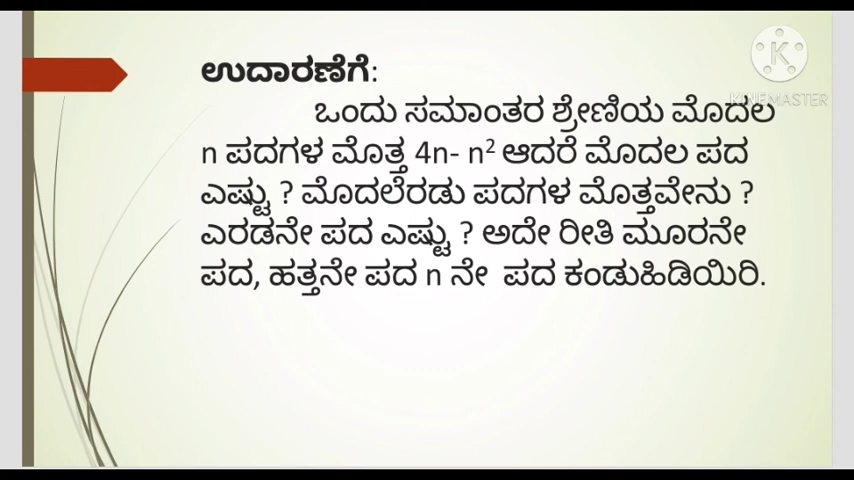 ಉದಾರಣೆಗೆ:
ಒಂದು ಸಮಾಂತರ ಶ್ರೇಣಿಯ ಮೊದಲ
n ಪದಗಳ ಮೊತ್ತ 4n- n² ಆದರೆ ಮೊದಲ ಪದ
ಎಷ್ಟು ? ಮೊದಲೆರಡು ಪದಗಳ ಮೊತ್ತವೇನು ?
ಎರಡನೇ ಪದ ಎಷ್ಟು ? ಅದೇ ರೀತಿ ಮೂರನೇ
ಪದ, ಹತ್ತನೇ ಪದ n ನೇ ಪದ ಕಂಡುಹಿಡಿಯಿರಿ.
K
KINEMASTER